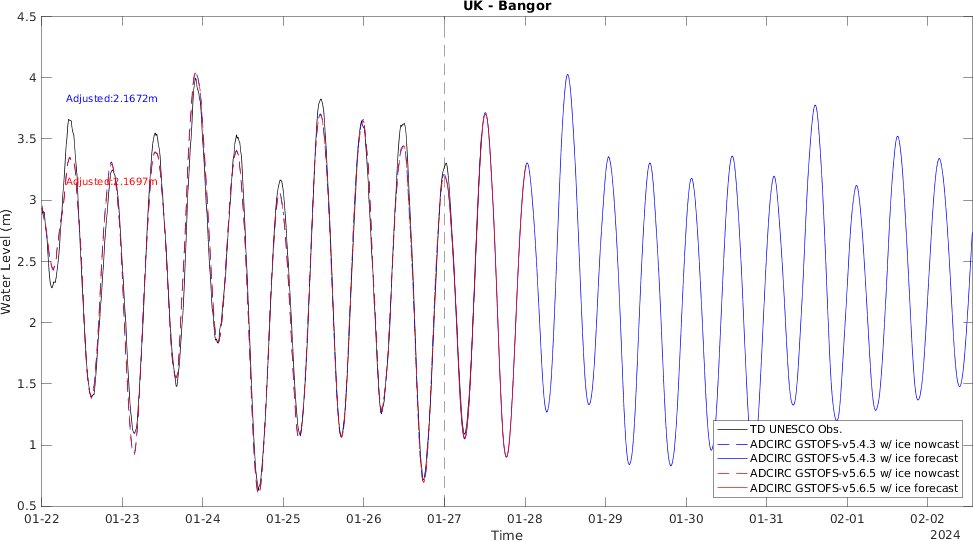 UK - Bangor
4.5
4
3.5
3
2.5
2
1.5
1
0.5
Water Level (m)
Adjusted:2.1672m
Adjusted:2.1697m
TD UNESCO Obs.
ADCIRC GSTOFS-v5.4.3 w/ ice nowcast
ADCIRC GSTOFS-v5.4.3 w/ ice forecast
ADCIRC GSTOFS-v5.6.5 w/ ice nowcast
ADCIRC GSTOFS-v5.6.5 w/ ice forecast
01-22 01-23 01-24 01-25 01-26 01-27 01-28 01-29 01-30 01-31 02-01 02-02
Time
2024